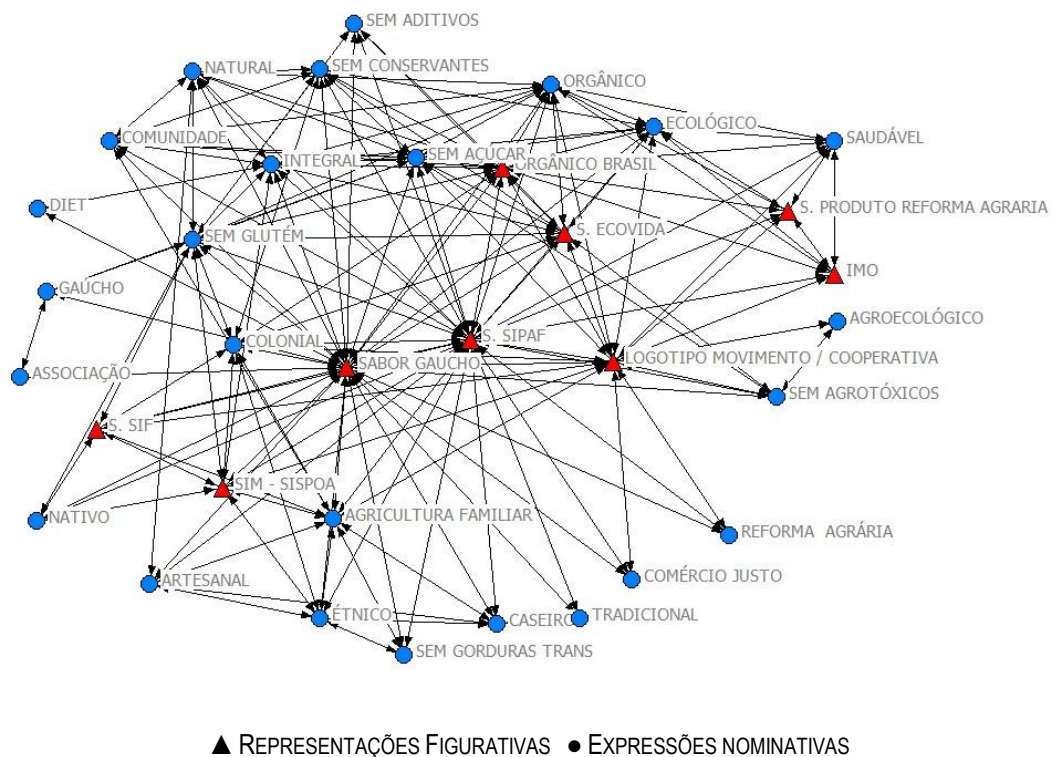 SEM ADITIVOS
NATURAL
SEM CONSERVANTES
ORGÂNICO
ECOLÓGICO
COMUNIDADE
SAUDÁVEL
INTEGRAL
SEM AÇÚCAR
ORGÂNICO BRASIL
DIET
S. PRODUTO REFORMA AGRARIA
SEM GLUTÉM
S. ECOVIDA
IMO
GAÚCHO
AGROECOLÓGICO
COLONIAL
S. SIPAF
LOGOTIPO MOVIMENTO / COOPERATIVA
SABOR GAUCHO
ASSOCIAÇÃO
SEM AGROTÓXICOS
S. SIF
SIM - SISPOA
NATIVO
AGRICULTURA FAMILIAR
REFORMA AGRÁRIA
ARTESANAL
COMÉRCIO JUSTO
ÉTNICO
CASEIRO
TRADICIONAL
SEM GORDURAS TRANS
▲ REPRESENTAÇÕES FIGURATIVAS ● EXPRESSÕES NOMINATIVAS